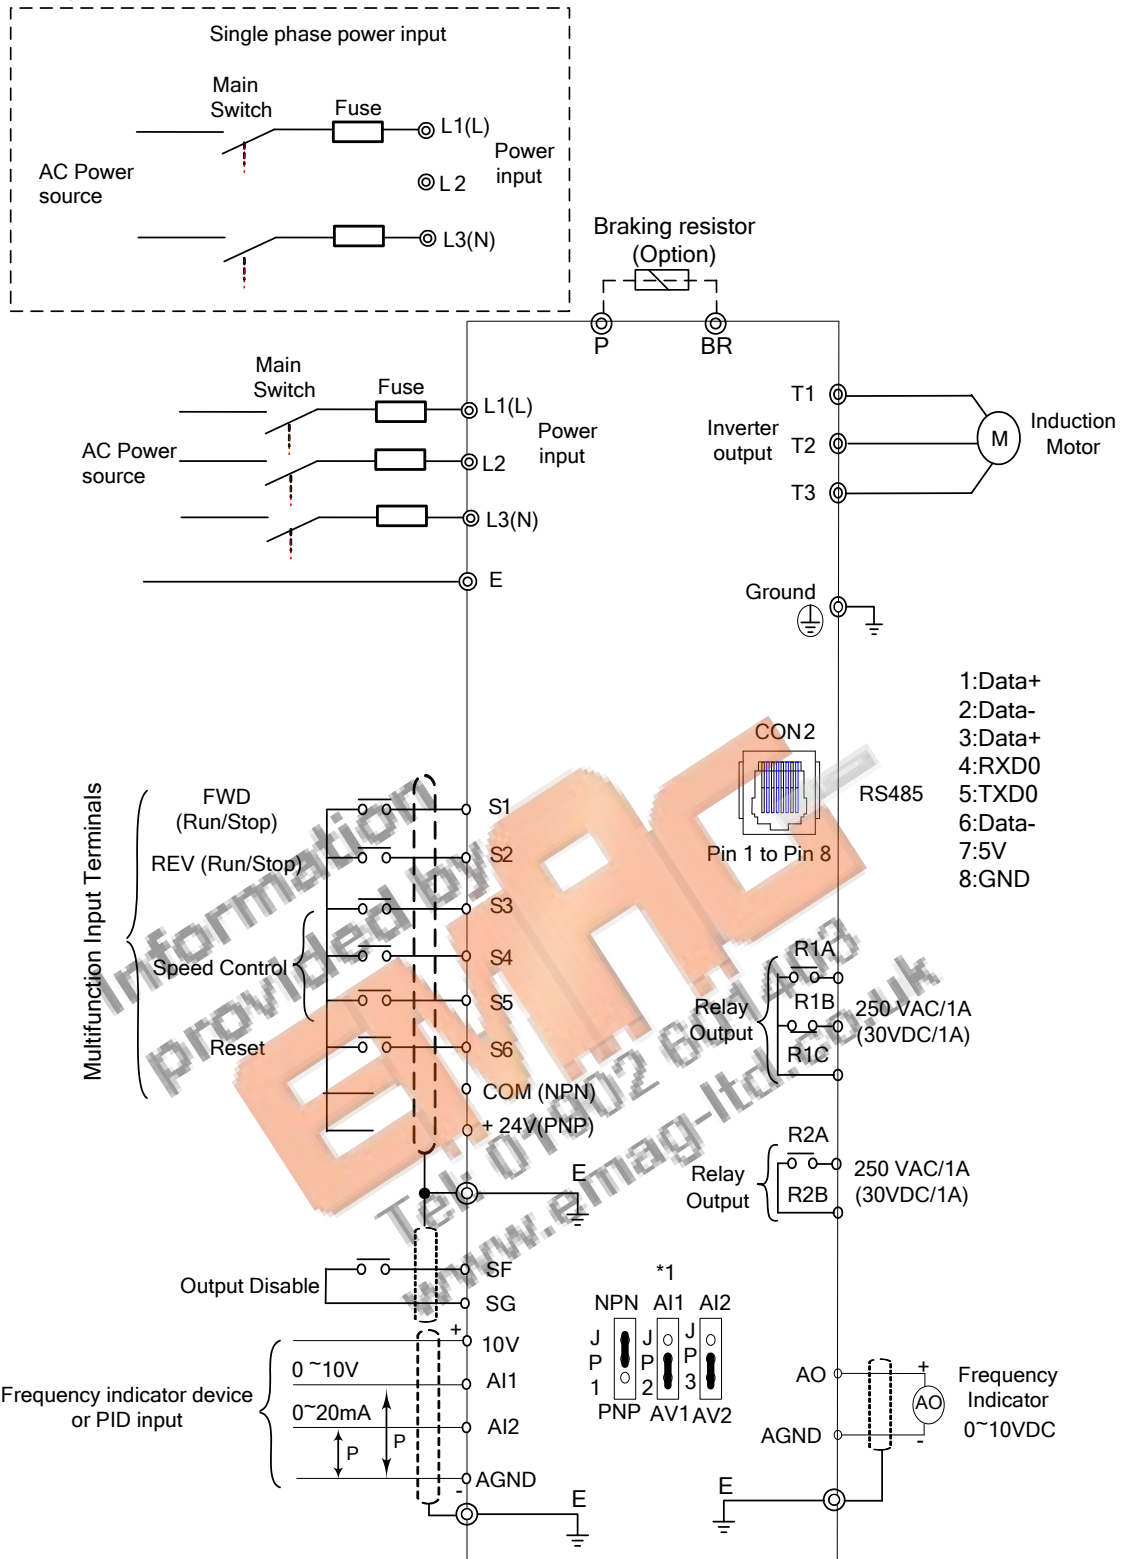 Single phase power input
Main
Switch
Fuse
L1(L)
Power
input
AC Power
source
L2
L3(N)
Braking resistor
(Option)
P
BR
Main
Switch
Fuse
L1(L)
Power
input
AC Power
source
L2
L3(N)
E
T1
Inverter
output
T2
T3
M
Induction
Motor
Ground
CON2
RS485
Pin 1 to Pin 8
1:Data+
2:Data-
3:Data+
4:RXD0
5:TXD0
6:Data-
7:5V
8:GND
Multifunction Input Terminals
FWD
(Run/Stop)
REV (Run/Stop)
Speed Control
Reset
S1
S2
S3
S4
S5
S6
COM (NPN)
+ 24V(PNP)
E
Relay
Output
R1A
R1B
R1C
250 VAC/1A
(30VDC/1A)
Relay
Output
R2A
R2B
250 VAC/1A
(30VDC/1A)
Output Disable
SF
SG
*1
NPN AI1 AI2
JP1
JP2
JP3
PNP AV1 AV2
+
10V
0 ~10V
AI1
0~20mA
AI2
P
P
AGND
-
E
Frequency indicator device
or PID input
AO
AGND
+
AO
-
Frequency
Indicator
0~10VDC
E
Information
provided by
EMAG
Tel: 01902 601403
www.emag-ltd.co.uk